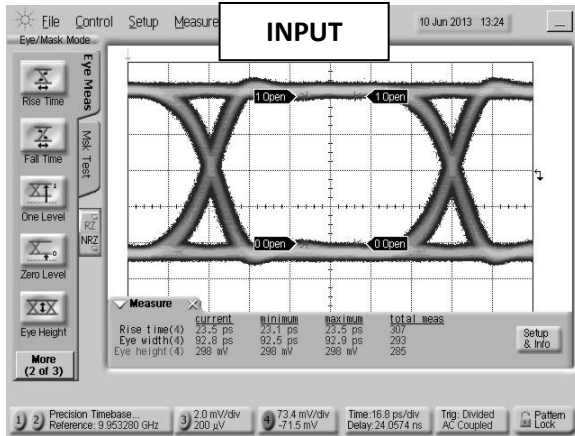 File Control Setup Measure
INPUT
10 Jun 2013 13:24
Eye/Mask Mode
Eye Meas
Msk Test
RZ
NRZ
Rise Time
Fall Time
One Level
Zero Level
Eye Height
More
(2 of 3)
1 Open 1 Open
0 Open 0 Open
Measure
current minimum maximum total meas
Rise time(4) 23.5 ps 23.1 ps 23.5 ps 307
Eye width(4) 92.8 ps 92.5 ps 92.9 ps 293
Eye height(4) 298 mV 298 mV 298 mV 285
Setup
& Info
1 2 Precision Timebase...
Reference: 9.953280 GHz
3 2.0 mV/div
200 µV
4 73.4 mV/div
-71.5 mV
Time:16.8 ps/div
Delay:24.0574 ns
Trig: Divided
AC Coupled
Pattern
Lock